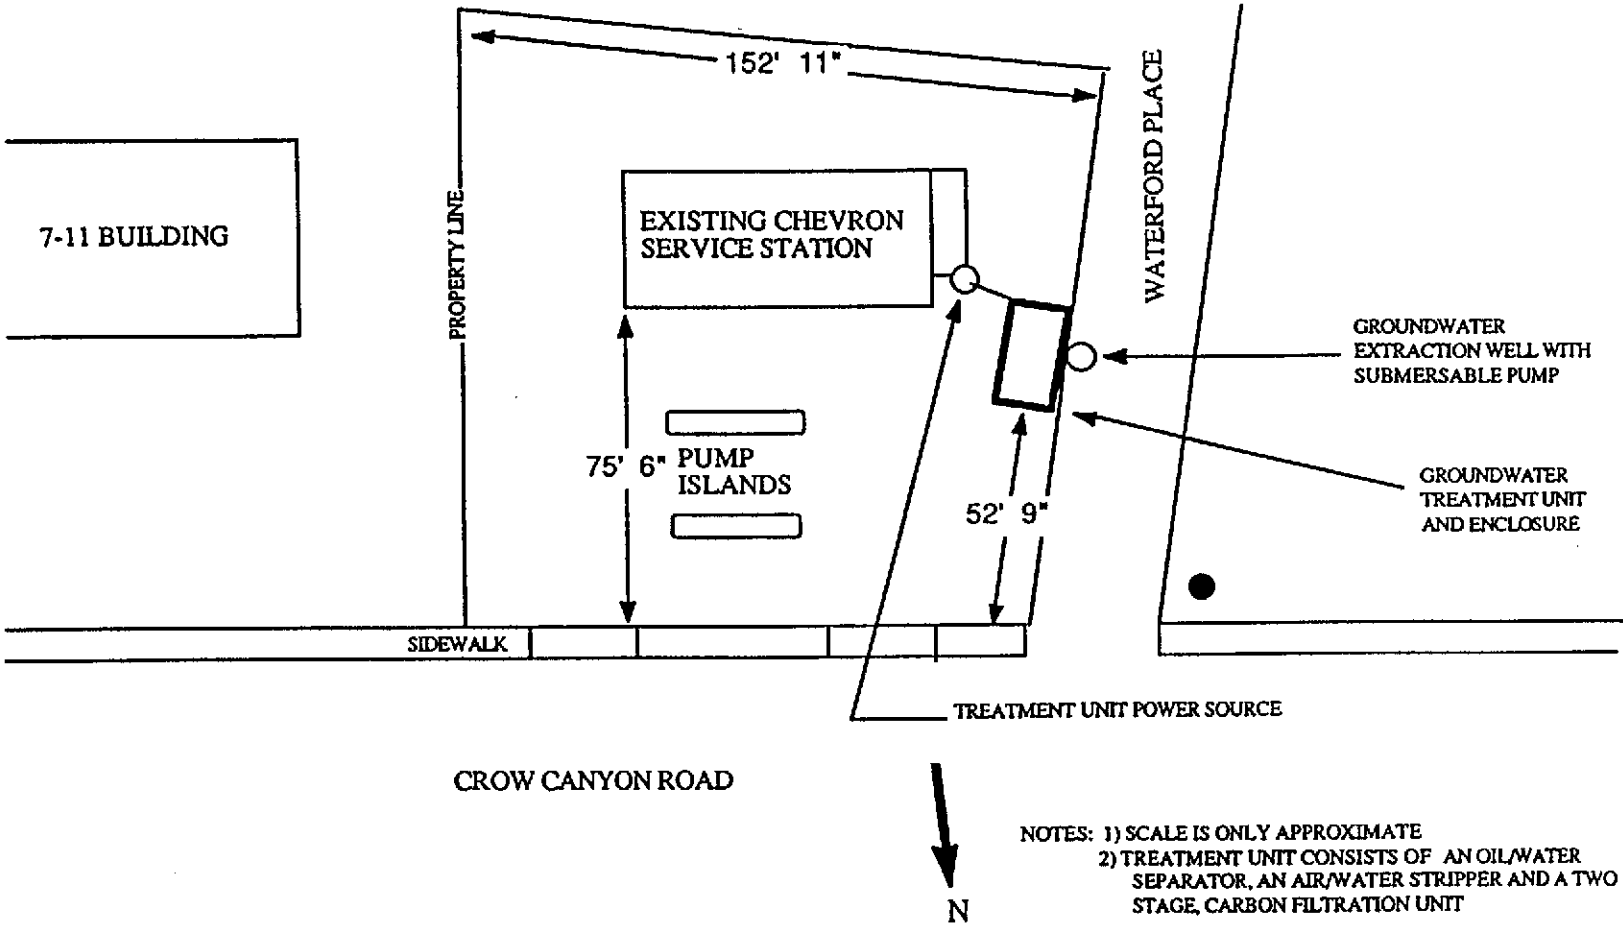 152' 11"
WATERFORD PLACE
7-11 BUILDING
PROPERTY LINE
EXISTING CHEVRON
SERVICE STATION
GROUNDWATER
EXTRACTION WELL WITH
SUBMERSABLE PUMP
75' 6"
PUMP
ISLANDS
52' 9"
GROUNDWATER
TREATMENT UNIT
AND ENCLOSURE
SIDEWALK
TREATMENT UNIT POWER SOURCE
CROW CANYON ROAD
N
NOTES: 1) SCALE IS ONLY APPROXIMATE
2) TREATMENT UNIT CONSISTS OF AN OIL/WATER
SEPARATOR, AN AIR/WATER STRIPPER AND A TWO
STAGE, CARBON FILTRATION UNIT